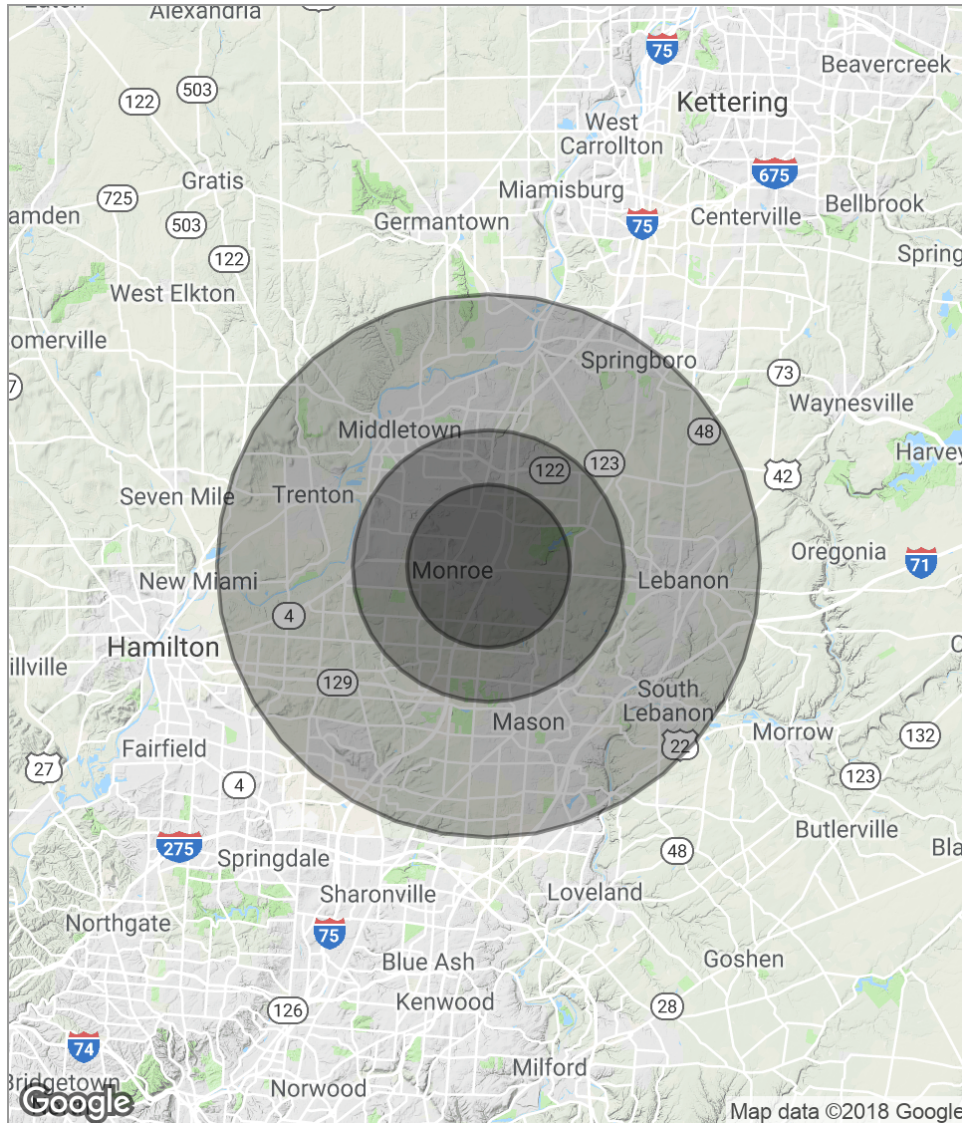 Eaton
Alexandria
75
Beavercreek
122
503
Kettering
West
Carrollton
675
Gratis
Miamisburg
725
amden
503
Germantown
75
Centerville
Bellbrook
122
Spring
West Elkton
omerville
Springboro
73
7
Waynesville
Middletown
48
122
123
Harvey
42
Seven Mile
Trenton
Oregonia
71
New Miami
Monroe
Lebanon
4
Hamilton
illville
129
South
Lebanon
Mason
22
Morrow
132
Fairfield
27
4
123
Butlerville
275
Springdale
48
Bla
Sharonville
Loveland
Northgate
75
Blue Ash
Goshen
Kenwood
126
28
74
Milford
Bridgetown
Norwood
Google
Map data ©2018 Google